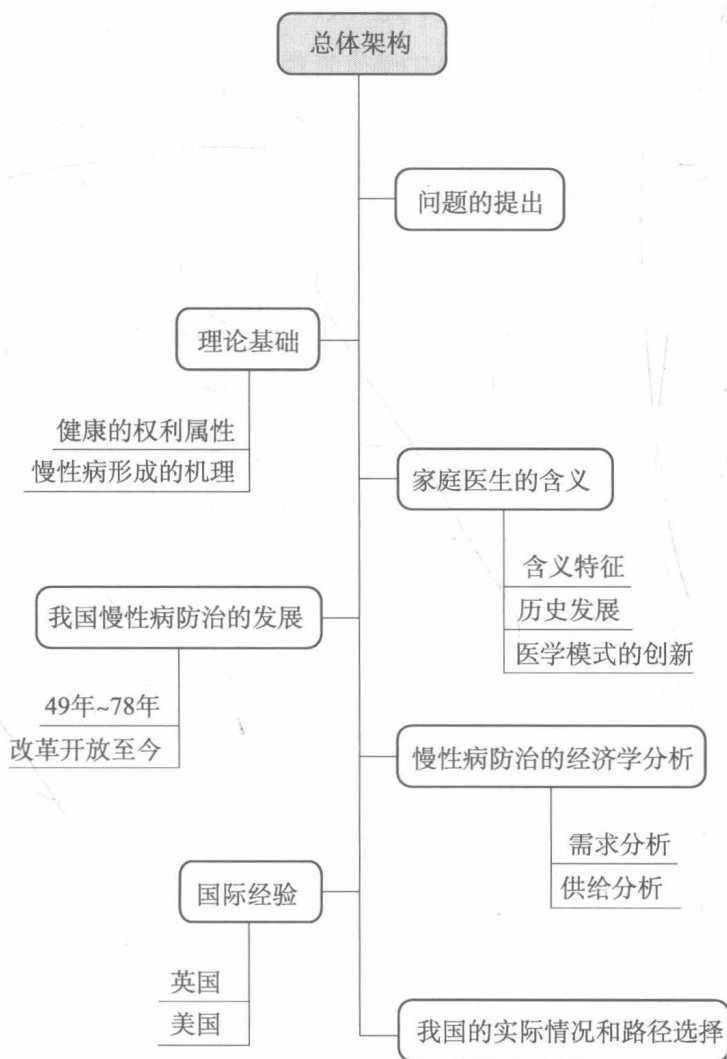 总体架构
问题的提出
理论基础
健康的权利属性
慢性病形成的机理
家庭医生的含义
含义特征
历史发展
医学模式的创新
我国慢性病防治的发展
49年~78年
改革开放至今
慢性病防治的经济学分析
需求分析
供给分析
国际经验
英国
美国
我国的实际情况和路径选择